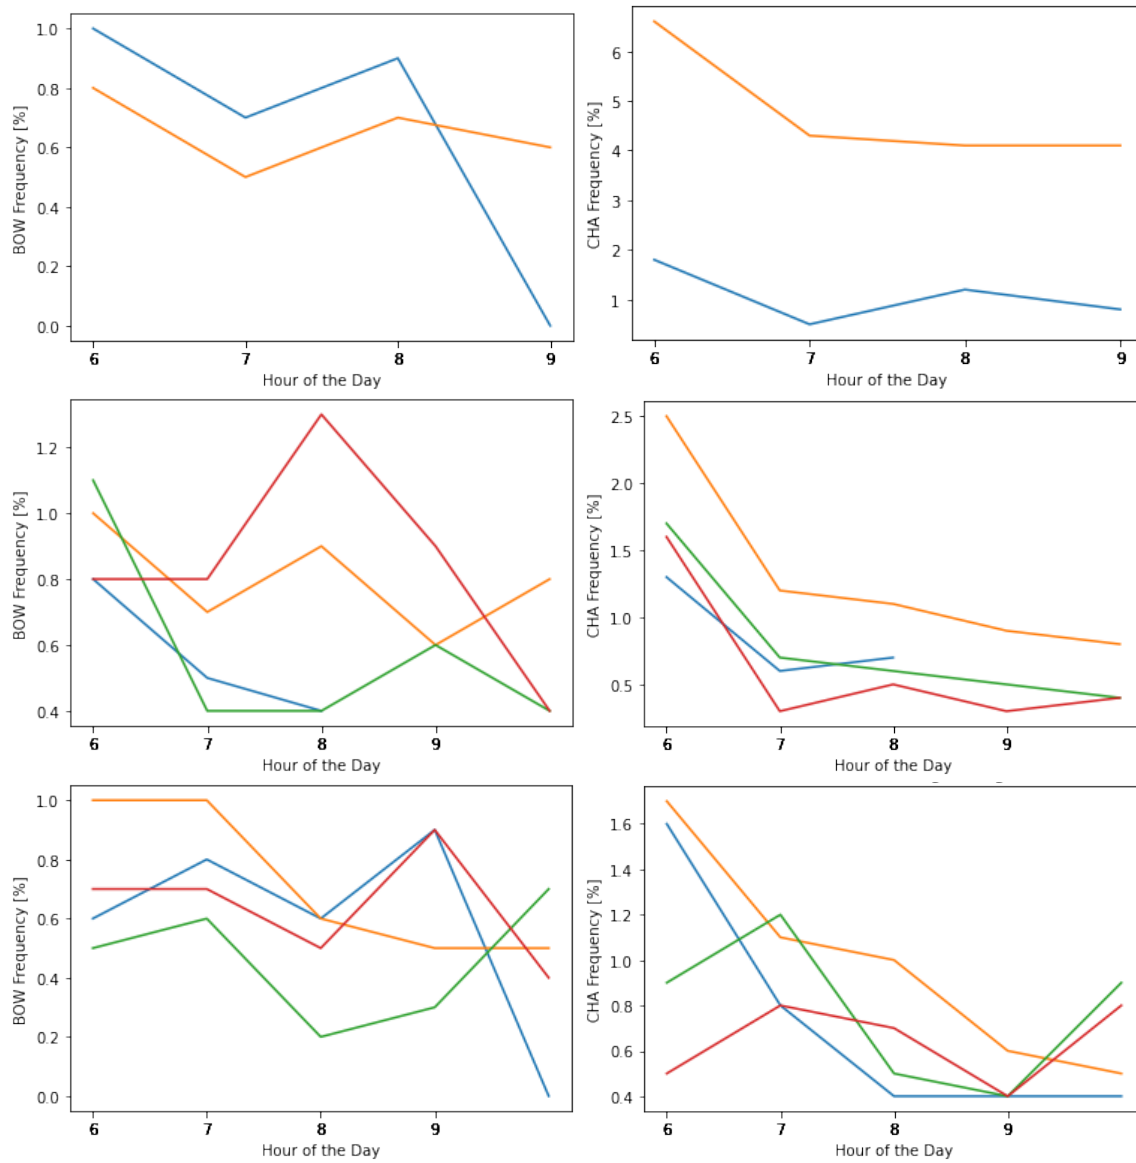 1.0
0.8
0.6
0.4
0.2
0.0
BOW Frequency [%]
6 7 8 9
Hour of the Day
6
5
4
3
2
1
CHA Frequency [%]
6 7 8 9
Hour of the Day
1.2
1.0
0.8
0.6
0.4
BOW Frequency [%]
6 7 8 9
Hour of the Day
2.5
2.0
1.5
1.0
0.5
CHA Frequency [%]
6 7 8 9
Hour of the Day
1.0
0.8
0.6
0.4
0.2
0.0
BOW Frequency [%]
6 7 8 9
Hour of the Day
1.6
1.4
1.2
1.0
0.8
0.6
0.4
CHA Frequency [%]
6 7 8 9
Hour of the Day